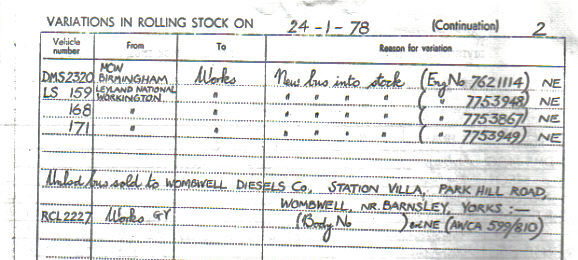 VARIATIONS IN ROLLING STOCK ON 24-1-78 (Continuation) 2
Vehicle number From To Reason for variation
DMS2320 MCW BIRMINGHAM Works New bus into stock (Eng No 7621114) NE
LS 159 LEYLAND NATIONAL WORKINGTON " " " " " ( " 7753948) NE
168 " " " " " " ( " 7753867) NE
171 " " " " " " ( " 7753949) NE
bus sold to WOMBWELL DIESELS Co, STATION VILLA, PARK HILL ROAD,
WOMBWELL, NR. BARNSLEY, YORKS :—
RCL2227 Works GY (Body No ) NE (AWCA 599/810)